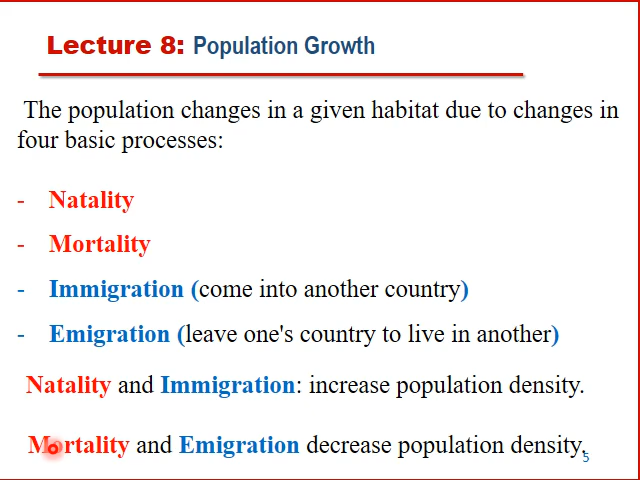 Lecture 8: Population Growth
The population changes in a given habitat due to changes in
four basic processes:
- Natality
- Mortality
- Immigration (come into another country)
- Emigration (leave one's country to live in another)
Natality and Immigration: increase population density.
Mortality and Emigration decrease population density.
5